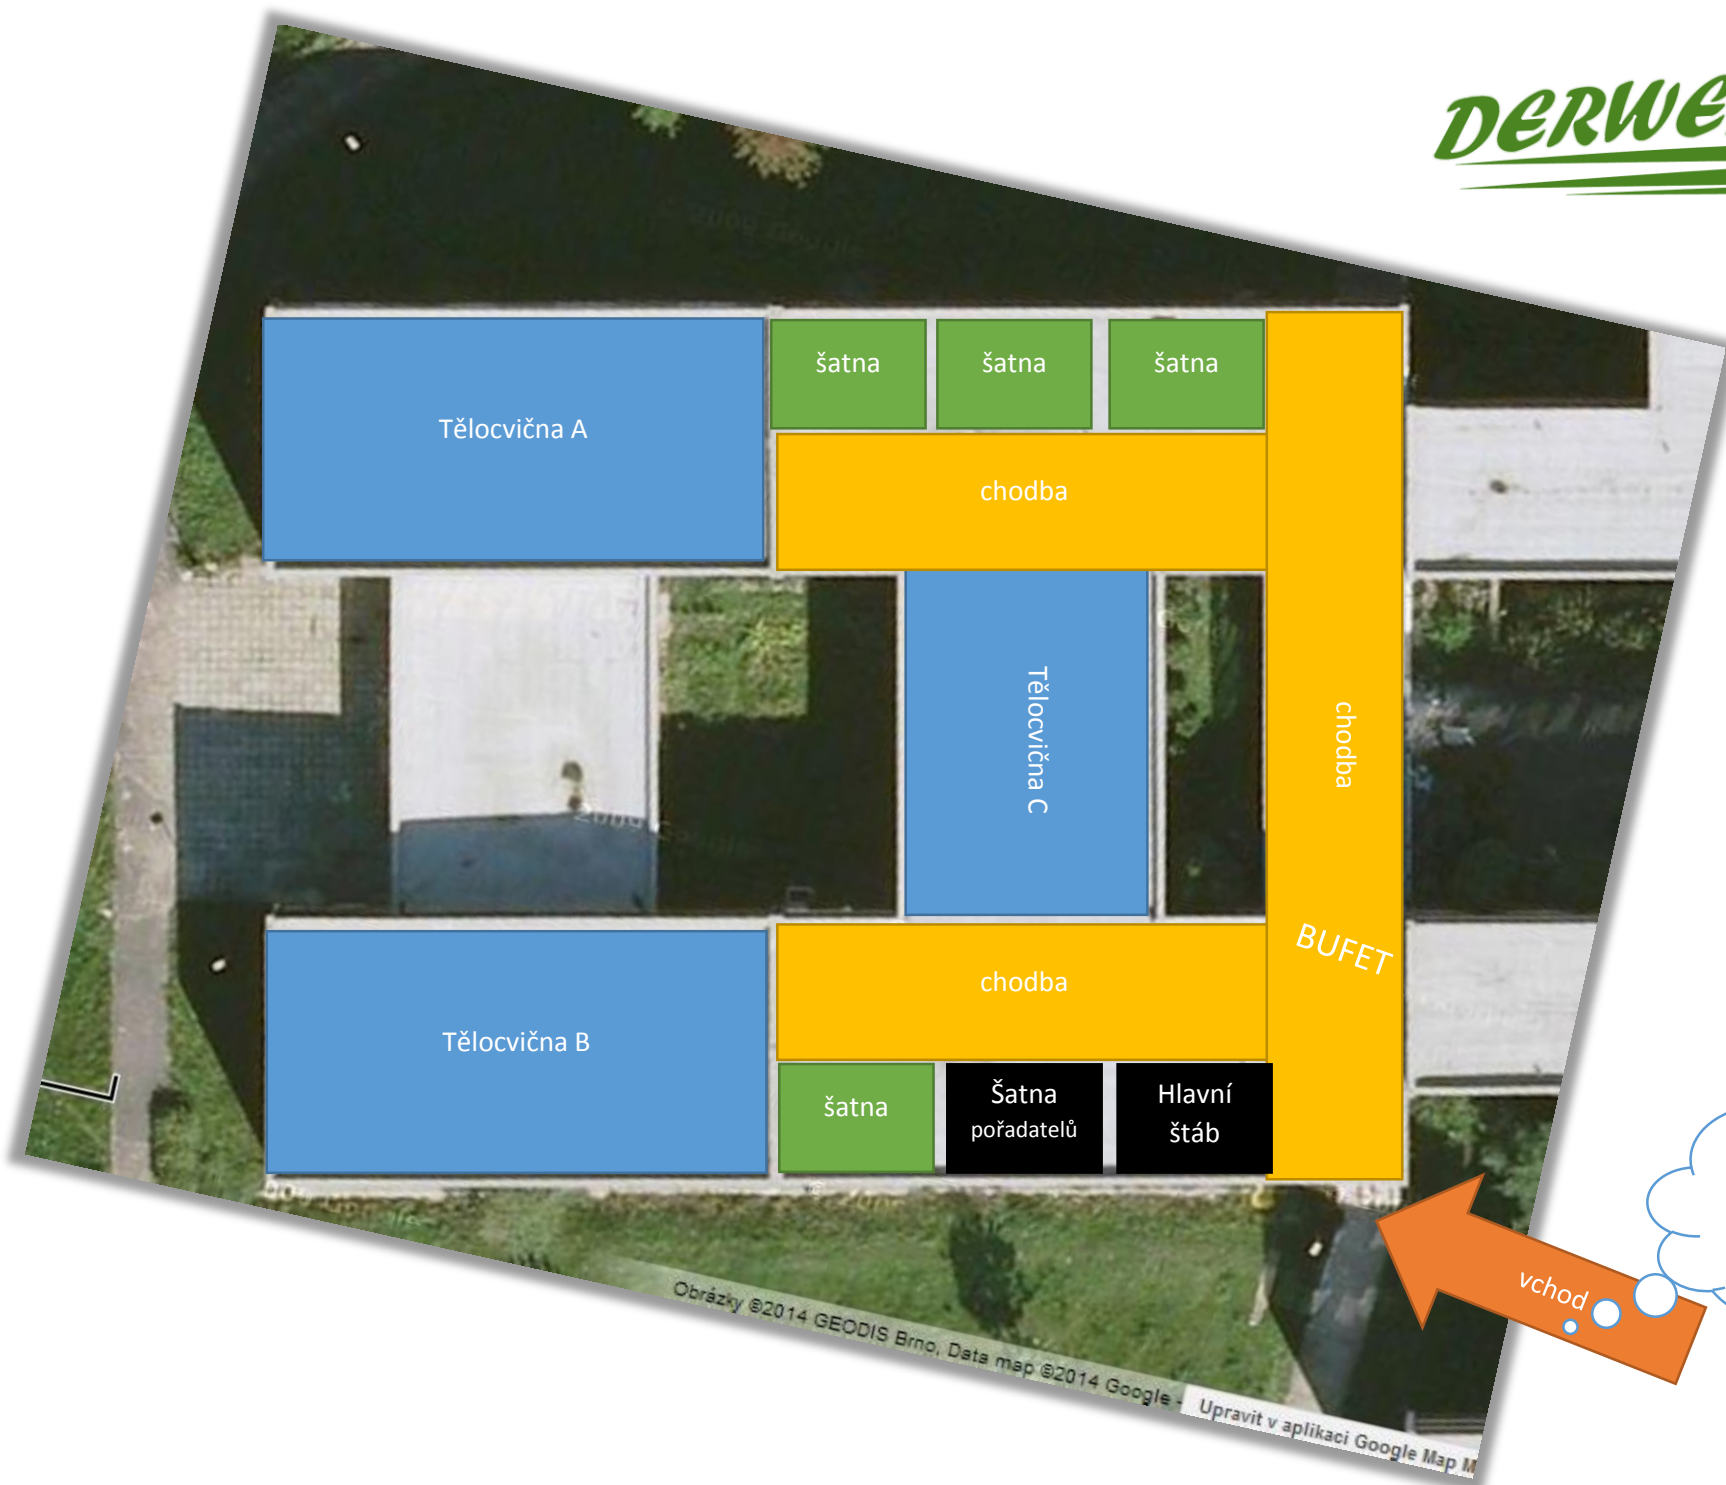 DERWE
šatna
šatna
šatna
Tělocvična A
chodba
Tělocvična C
chodba
BUFET
chodba
Tělocvična B
šatna
Šatna
pořadatelů
Hlavní
štáb
vchod
Obrázky ©2014 GEODIS Brno, Data map ©2014 Google -
Upravit v aplikaci Google Map M